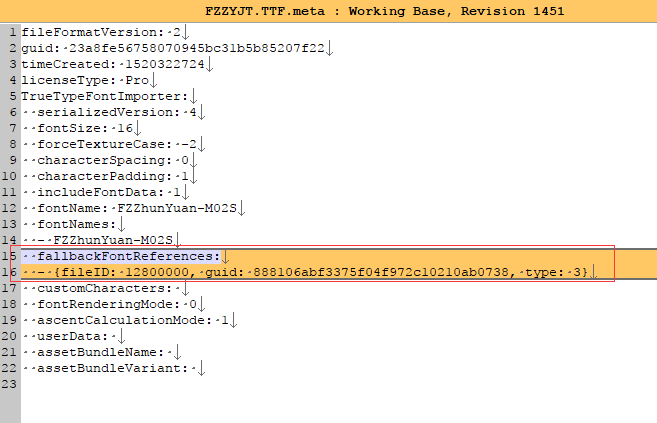 FZZYJT.TTF.meta : Working Base, Revision 1451
1 fileFormatVersion:·2↓
2 guid:·23a8fe56758070945bc31b5b85207f22↓
3 timeCreated:·1520322724↓
4 licenseType:·Pro↓
5 TrueTypeFontImporter:↓
6 ··serializedVersion:·4↓
7 ··fontSize:·16↓
8 ··forceTextureCase:·-2↓
9 ··characterSpacing:·0↓
10 ··characterPadding:·1↓
11 ··includeFontData:·1↓
12 ··fontName:·FZZhunYuan-M02S↓
13 ··fontNames:↓
14 ··-·FZZhunYuan-M02S↓
15 ··fallbackFontReferences:↓
16 ··-·{fileID:·12800000,·guid:·888106abf3375f04f972c10210ab0738,·type:·3}↓
17 ··customCharacters:·↓
18 ··fontRenderingMode:·0↓
19 ··ascentCalculationMode:·1↓
20 ··userData:·↓
21 ··assetBundleName:·↓
22 ··assetBundleVariant:·↓
23